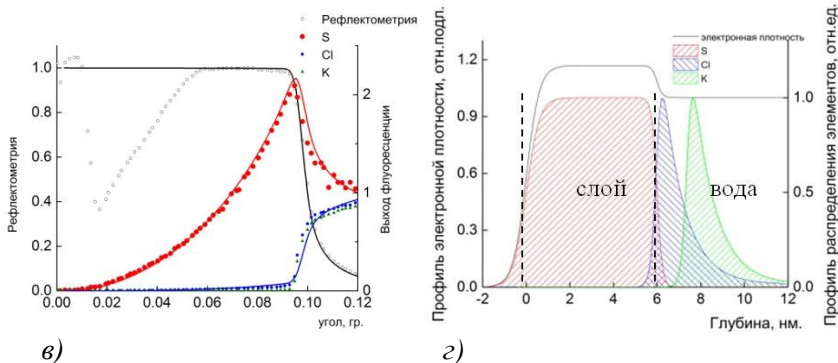 Рефлектометрия
S
Cl
K
1.0
0.8
0.6
0.4
0.2
0.0
Рефлектометрия
2
1
0
Выход флуоресценции
0.00 0.02 0.04 0.06 0.08 0.10 0.12
угол, гр.
в)
электронная плотность
S
Cl
K
1.2
0.9
0.6
0.3
0.0
Профиль электронной плотности, отн.подл.
1.0
0.5
0.0
Профиль распределения элементов, отн.ед.
слой
вода
-2 0 2 4 6 8 10 12
Глубина, нм.
г)